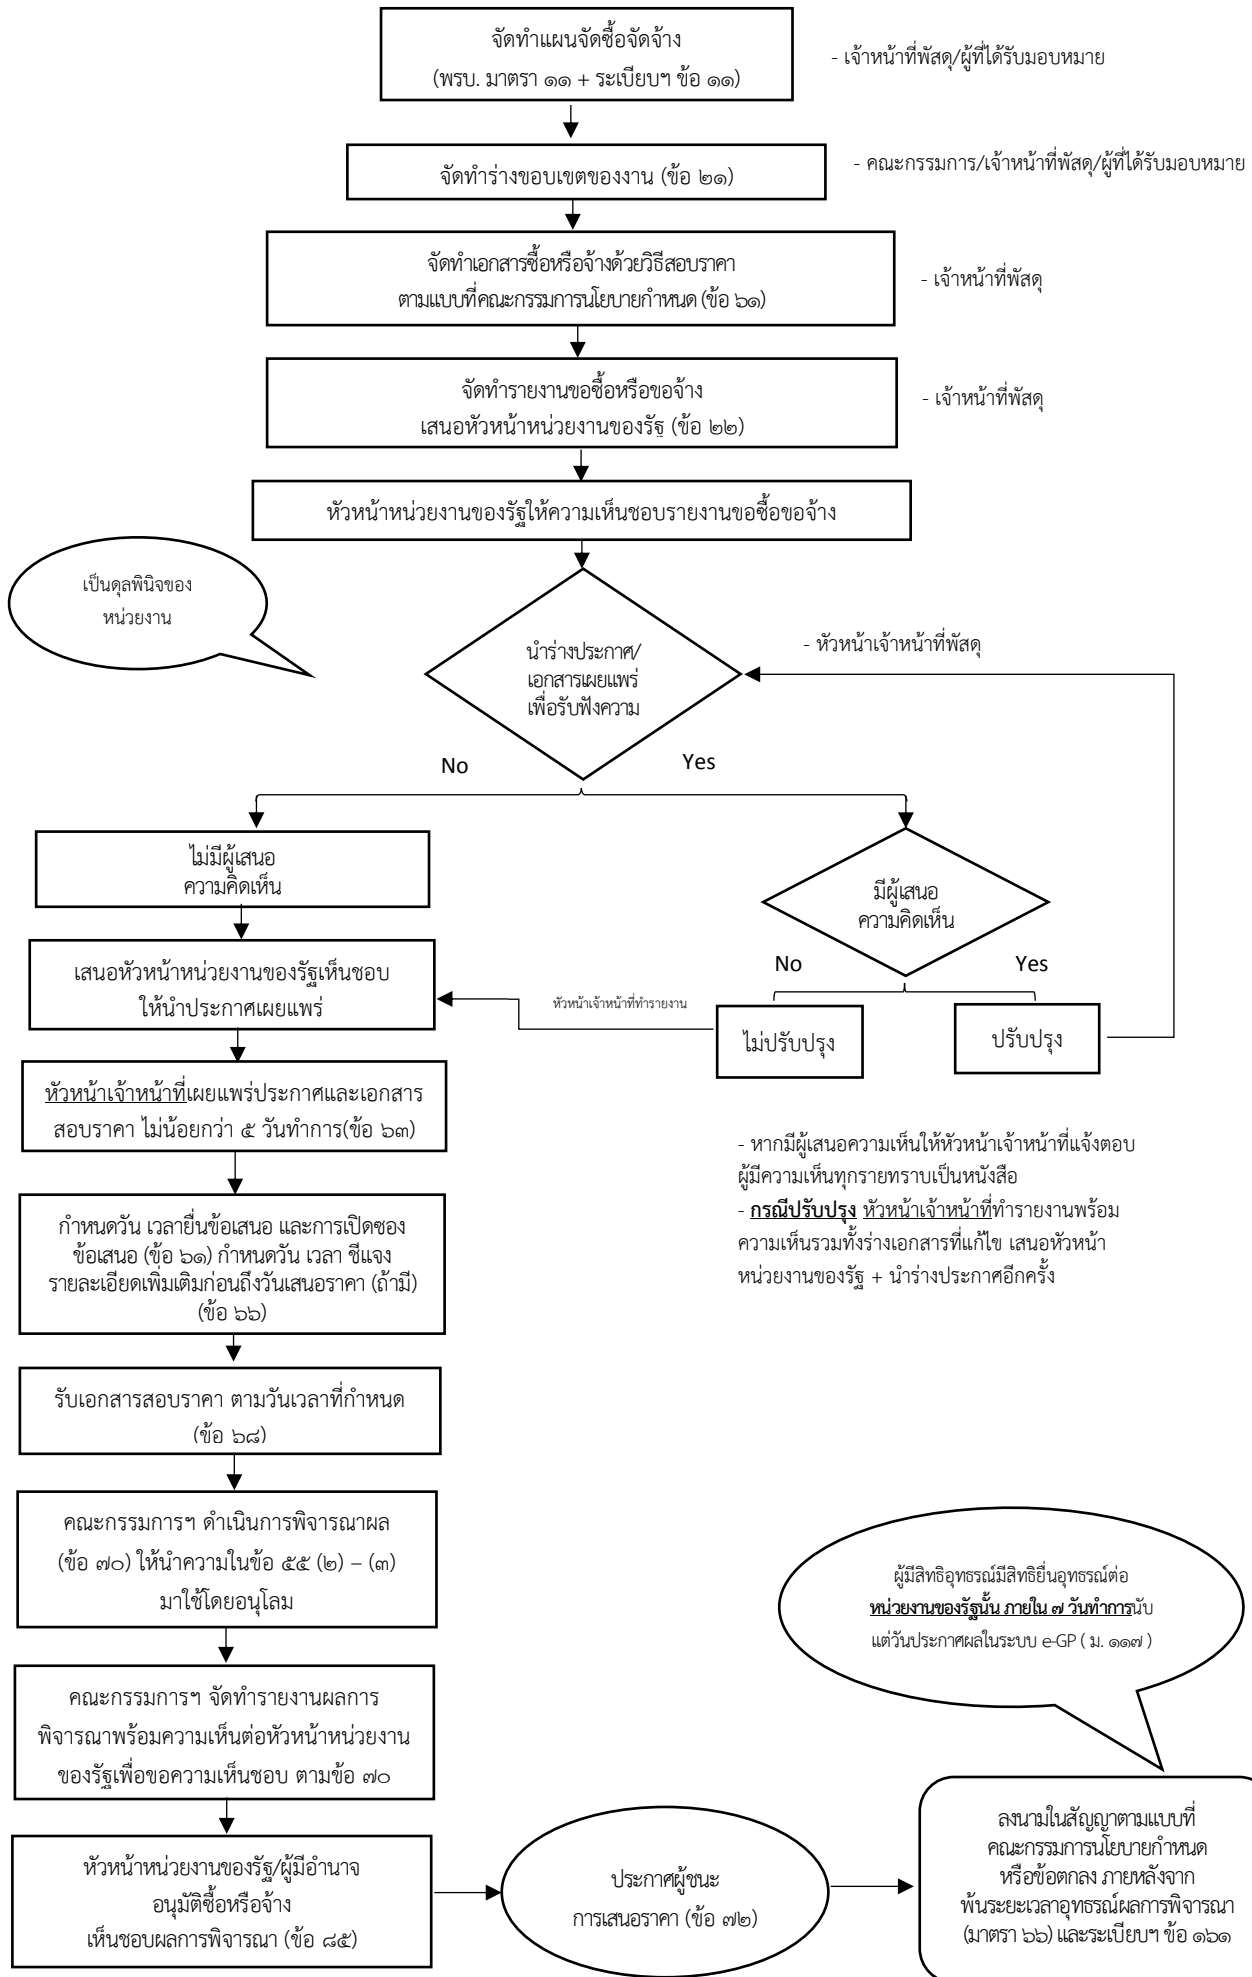 จัดทำแผนจัดซื้อจัดจ้าง
(พรบ. มาตรา ๑๑ + ระเบียบฯ ข้อ ๑๑)
- เจ้าหน้าที่พัสดุ/ผู้ที่ได้รับมอบหมาย
จัดทำร่างขอบเขตของงาน (ข้อ ๒๑)
- คณะกรรมการ/เจ้าหน้าที่พัสดุ/ผู้ที่ได้รับมอบหมาย
จัดทำเอกสารซื้อหรือจ้างด้วยวิธีสอบราคา
ตามแบบที่คณะกรรมการนโยบายกำหนด (ข้อ ๖๑)
- เจ้าหน้าที่พัสดุ
จัดทำรายงานขอซื้อหรือขอจ้าง
เสนอหัวหน้าหน่วยงานของรัฐ (ข้อ ๒๒)
- เจ้าหน้าที่พัสดุ
หัวหน้าหน่วยงานของรัฐให้ความเห็นชอบรายงานขอซื้อขอจ้าง
เป็นดุลพินิจของ
หน่วยงาน
นำร่างประกาศ/
เอกสารเผยแพร่
เพื่อรับฟังความ
- หัวหน้าเจ้าหน้าที่พัสดุ
No
Yes
ไม่มีผู้เสนอ
ความคิดเห็น
มีผู้เสนอ
ความคิดเห็น
No
Yes
เสนอหัวหน้าหน่วยงานของรัฐเห็นชอบ
ให้นำประกาศเผยแพร่
หัวหน้าเจ้าหน้าที่ทำรายงาน
ไม่ปรับปรุง
ปรับปรุง
หัวหน้าเจ้าหน้าที่เผยแพร่ประกาศและเอกสาร
สอบราคา ไม่น้อยกว่า ๕ วันทำการ(ข้อ ๖๓)
- หากมีผู้เสนอความเห็นให้หัวหน้าเจ้าหน้าที่แจ้งตอบ
ผู้มีความเห็นทุกรายทราบเป็นหนังสือ
- กรณีปรับปรุง หัวหน้าเจ้าหน้าที่ทำรายงานพร้อม
ความเห็นรวมทั้งร่างเอกสารที่แก้ไข เสนอหัวหน้า
หน่วยงานของรัฐ + นำร่างประกาศอีกครั้ง
กำหนดวัน เวลายื่นข้อเสนอ และการเปิดซอง
ข้อเสนอ (ข้อ ๖๑) กำหนดวัน เวลา ชี้แจง
รายละเอียดเพิ่มเติมก่อนถึงวันเสนอราคา (ถ้ามี)
(ข้อ ๖๖)
รับเอกสารสอบราคา ตามวันเวลาที่กำหนด
(ข้อ ๖๘)
คณะกรรมการฯ ดำเนินการพิจารณาผล
(ข้อ ๗๐) ให้นำความในข้อ ๕๕ (๒) – (๓)
มาใช้โดยอนุโลม
ผู้มีสิทธิอุทธรณ์มีสิทธิยื่นอุทธรณ์ต่อ
หน่วยงานของรัฐนั้น ภายใน ๗ วันทำการนับ
แต่วันประกาศผลในระบบ e-GP ( ม. ๑๑๗ )
คณะกรรมการฯ จัดทำรายงานผลการ
พิจารณาพร้อมความเห็นต่อหัวหน้าหน่วยงาน
ของรัฐเพื่อขอความเห็นชอบ ตามข้อ ๗๐
หัวหน้าหน่วยงานของรัฐ/ผู้มีอำนาจ
อนุมัติซื้อหรือจ้าง
เห็นชอบผลการพิจารณา (ข้อ ๘๕)
ประกาศผู้ชนะ
การเสนอราคา (ข้อ ๗๒)
ลงนามในสัญญาตามแบบที่
คณะกรรมการนโยบายกำหนด
หรือข้อตกลง ภายหลังจาก
พ้นระยะเวลาอุทธรณ์ผลการพิจารณา
(มาตรา ๖๖) และระเบียบฯ ข้อ ๑๖๑